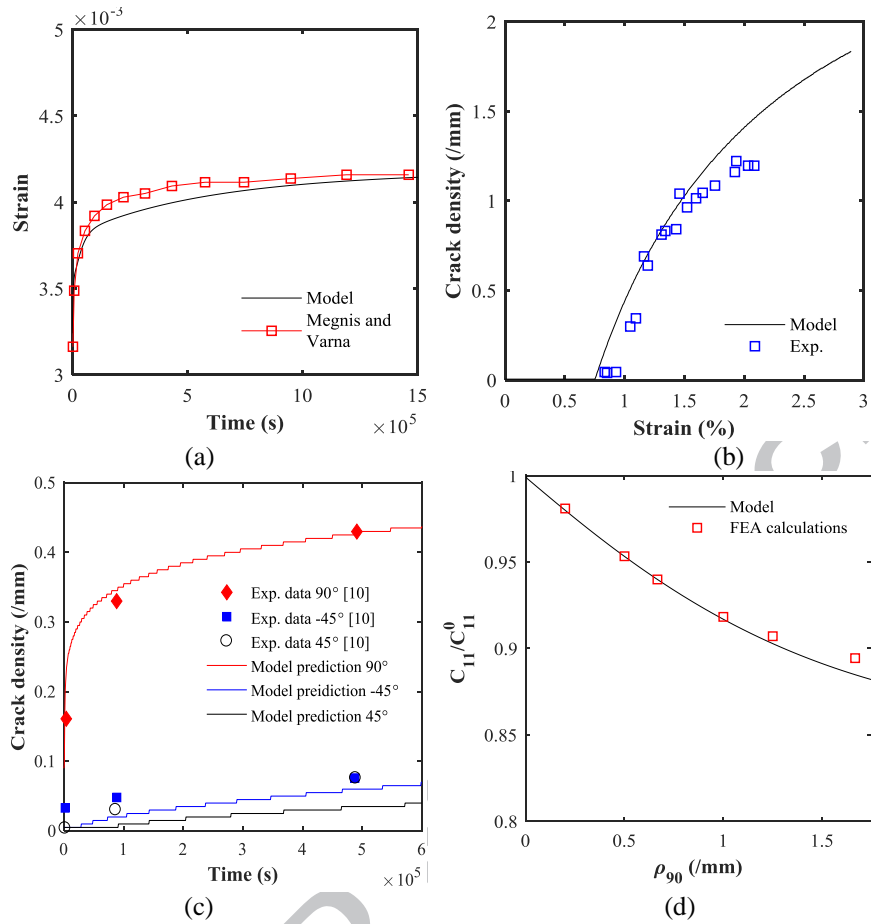 ×10⁻³
5
4.5
4
3.5
3
Strain
Model
Megnis and
Varna
0
5
10
15
Time (s)
×10⁵
(a)
2
1.5
1
0.5
0
Crack density (/mm)
Model
Exp.
0
0.5
1
1.5
2
2.5
3
Strain (%)
(b)
0.5
0.4
0.3
0.2
0.1
0
Crack density (/mm)
Exp. data 90° [10]
Exp. data -45° [10]
Exp. data 45° [10]
Model prediction 90°
Model preidiction -45°
Model prediction 45°
0
1
2
3
4
5
6
Time (s)
×10⁵
(c)
1
0.95
0.9
0.85
0.8
C₁₁/C⁰₁₁
Model
FEA calculations
0
0.5
1
1.5
ρ₉₀ (/mm)
(d)